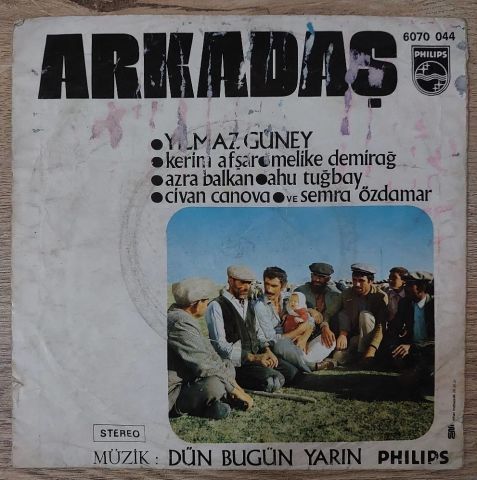 6070 044
ARKADAŞ
PHILIPS
•YILMAZ GÜNEY
•kerim afşar•melike demirağ
•azra balkan•ahu tuğbay
•civan canova•VE semra özdamar
STEREO
MÜZİK : DÜN BUGÜN YARIN PHILIPS